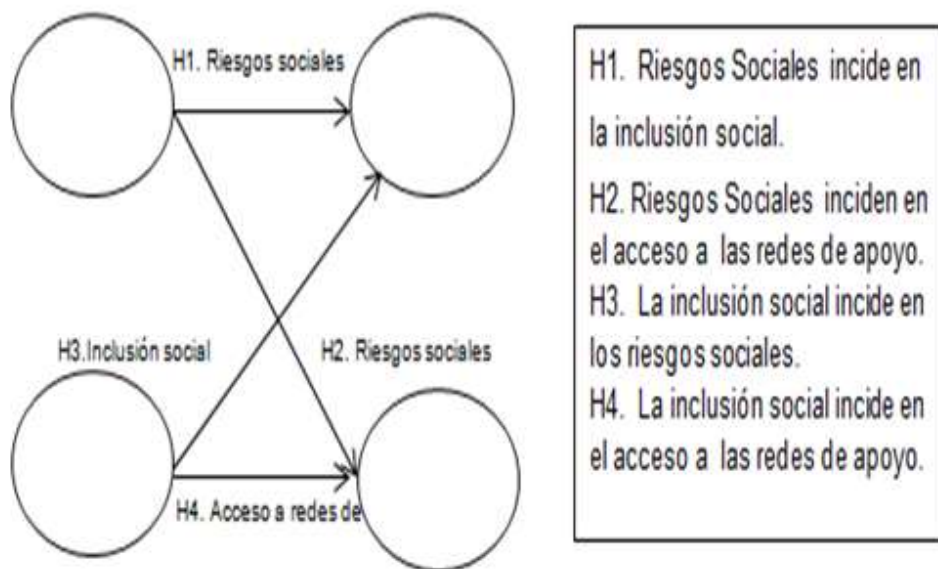 H1. Riesgos sociales
H3.Inclusión social
H2. Riesgos sociales
H4. Acceso a redes de
H1. Riesgos Sociales incide en
la inclusión social.
H2. Riesgos Sociales inciden en
el acceso a las redes de apoyo.
H3. La inclusión social incide en
los riesgos sociales.
H4. La inclusión social incide en
el acceso a las redes de apoyo.